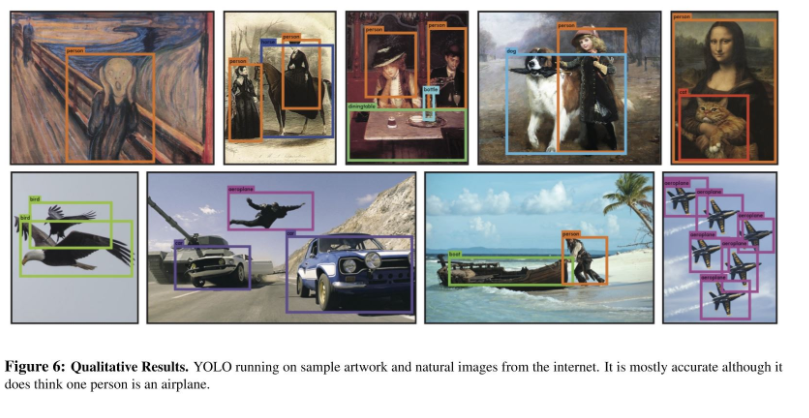 person
person
person
person
person
bottle
diningtable
dog
person
person
cat
bird
bird
aeroplane
car
car
boat
person
aeroplane
aeroplane
aeroplane
aeroplane
aeroplane
aeroplane
Figure 6: Qualitative Results. YOLO running on sample artwork and natural images from the internet. It is mostly accurate although it
does think one person is an airplane.